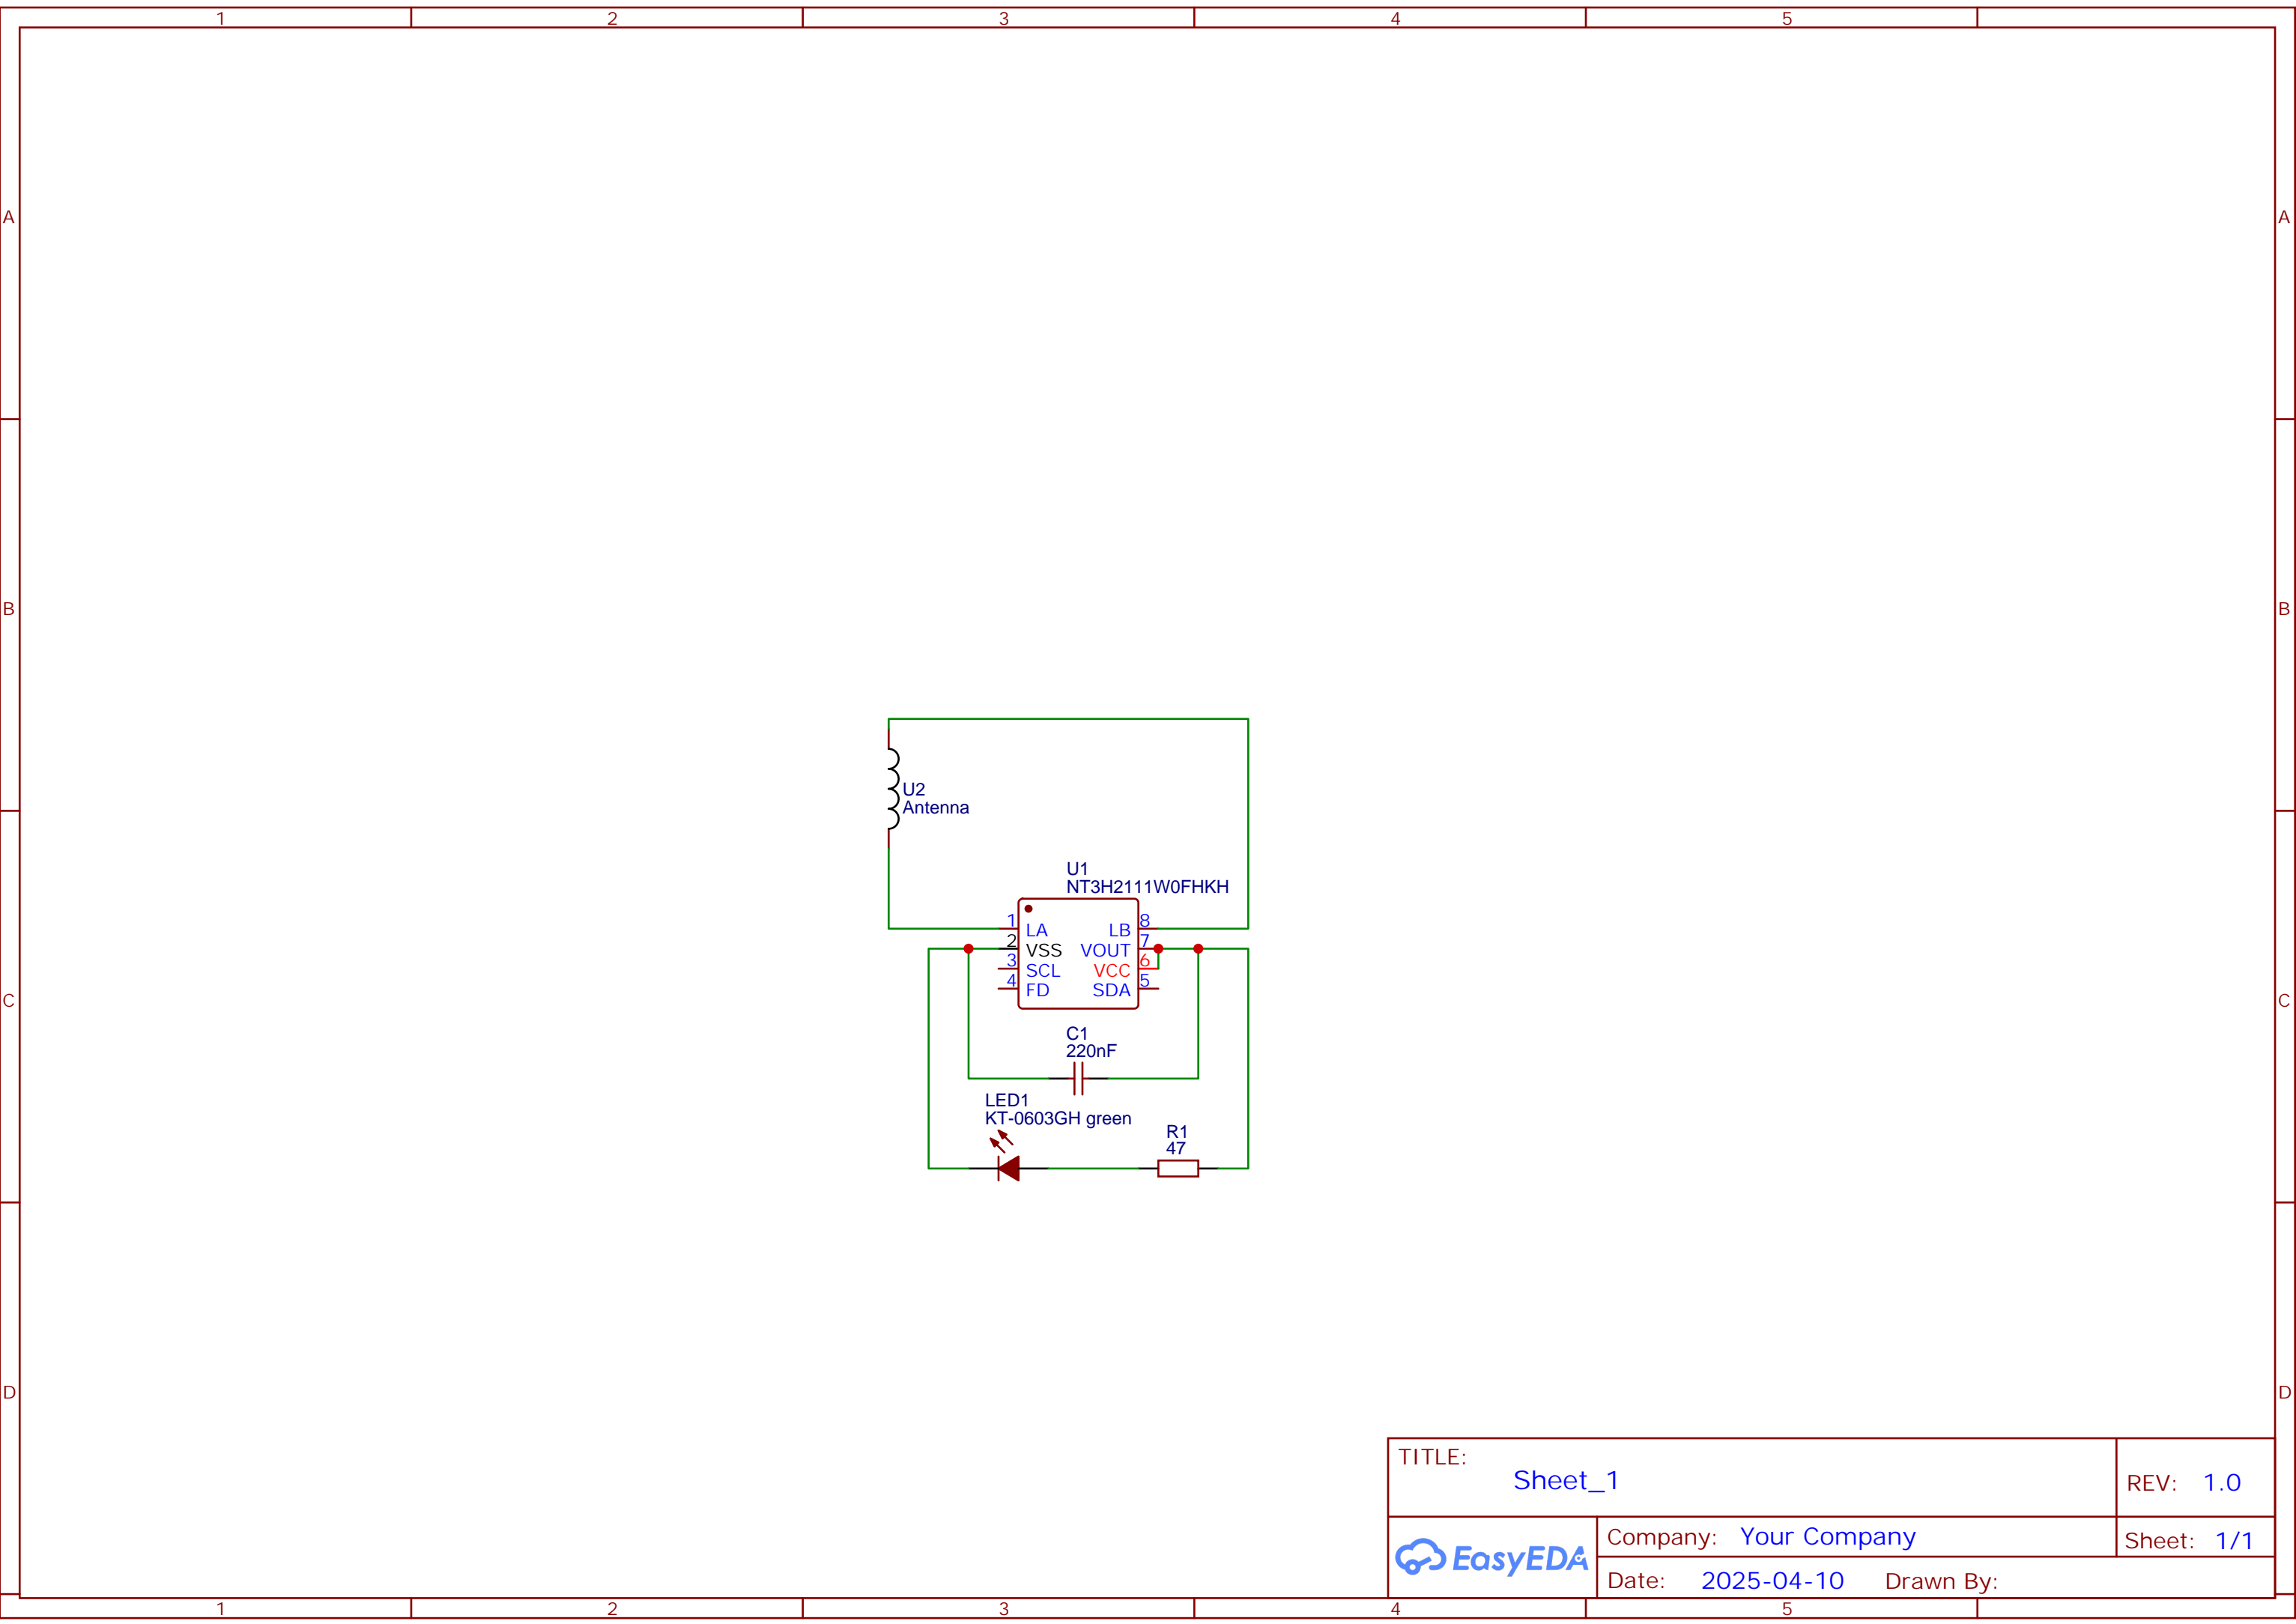 1 2 3 4 5
A A
B B
U2
Antenna
U1
NT3H2111W0FHKH
1 LA LB 8
2 VSS VOUT 7
3 SCL VCC 6
4 FD SDA 5
C C
C1
220nF
LED1
KT-0603GH green
R1
47
D D
TITLE:
Sheet_1
REV: 1.0
EasyEDA
Company: Your Company
Sheet: 1/1
Date: 2025-04-10 Drawn By:
1 2 3 4 5